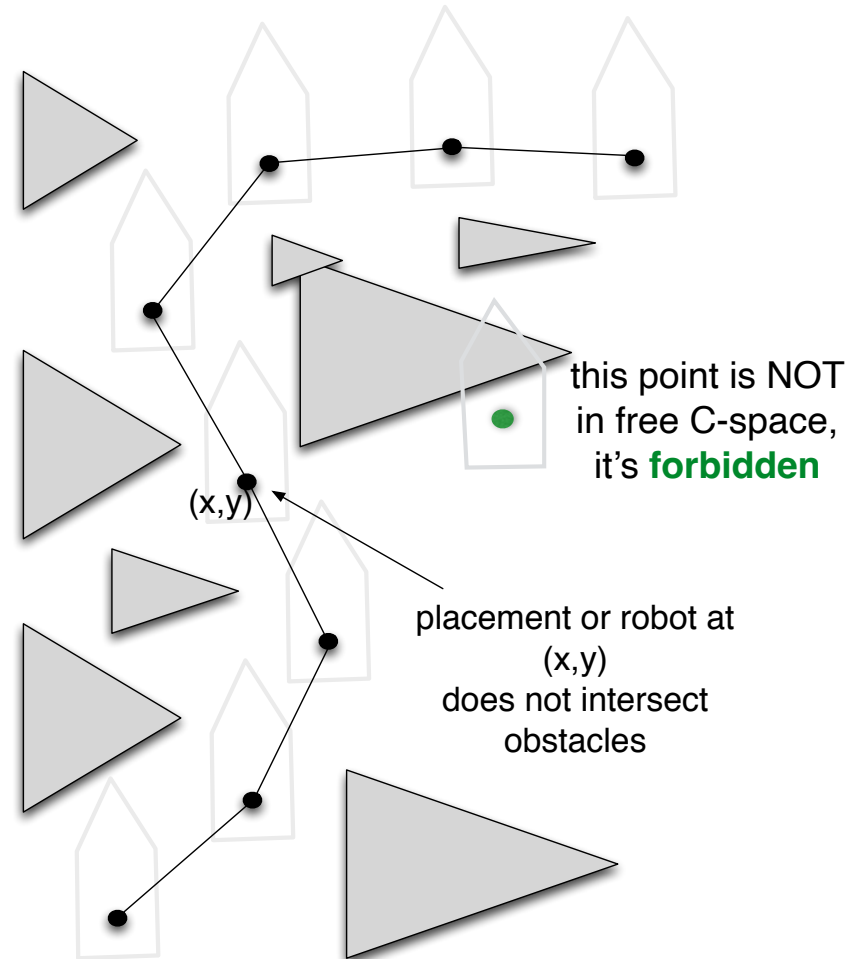 this point is NOT
in free C-space,
it's forbidden
(x,y)
placement or robot at
(x,y)
does not intersect
obstacles